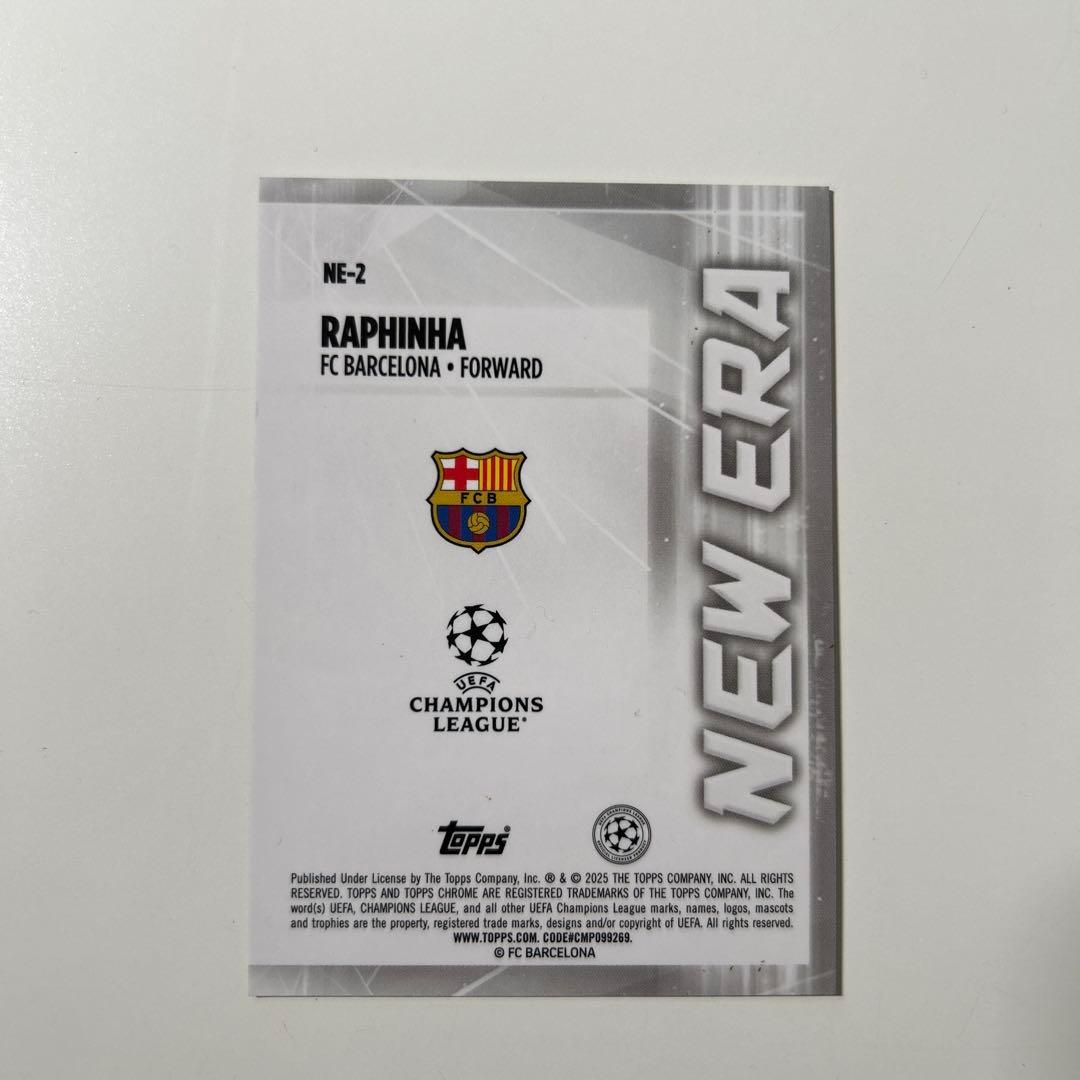 NE-2
RAPHINHA
FC BARCELONA • FORWARD
NEW ERA
FCB
UEFA
CHAMPIONS
LEAGUE®
topps®
Published Under License by The Topps Company, Inc. ® & © 2025 THE TOPPS COMPANY, INC. ALL RIGHTS
RESERVED. TOPPS AND TOPPS CHROME ARE REGISTERED TRADEMARKS OF THE TOPPS COMPANY, INC. The
word(s) UEFA, CHAMPIONS LEAGUE, and all other UEFA Champions League marks, names, logos, mascots
and trophies are the property, registered trade marks, designs and/or copyright of UEFA. All rights reserved.
WWW.TOPPS.COM. CODE#CMP099269.
© FC BARCELONA